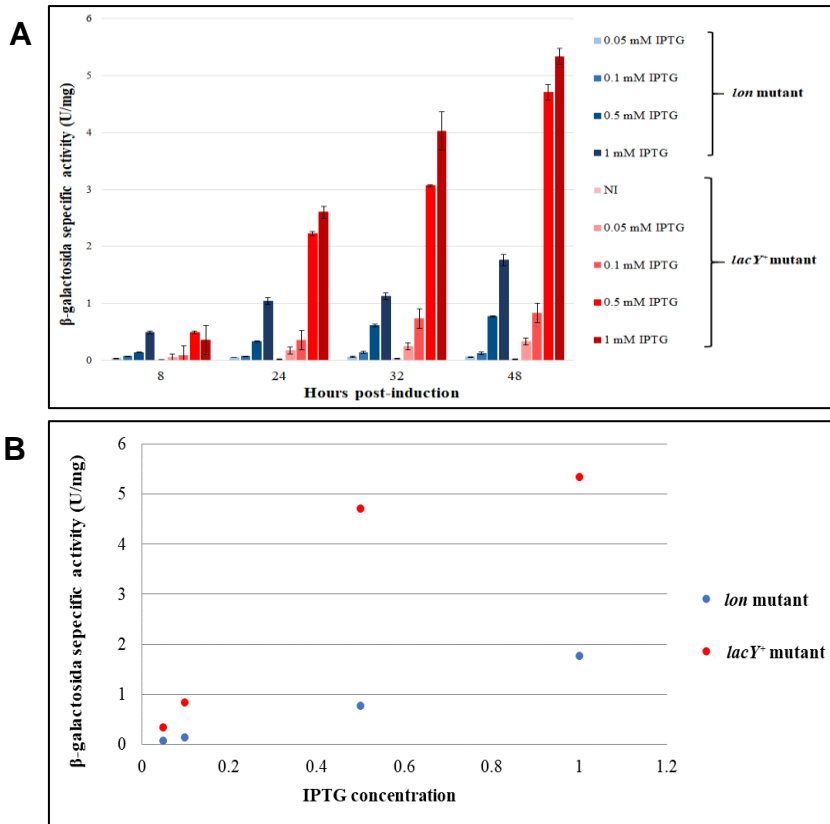 A
β-galactosida sepecific activity (U/mg)
6
5
4
3
2
1
0
8
24
32
48
Hours post-induction
0.05 mM IPTG
0.1 mM IPTG
0.5 mM IPTG
1 mM IPTG
lon mutant
NI
0.05 mM IPTG
0.1 mM IPTG
0.5 mM IPTG
1 mM IPTG
lacY⁺ mutant
B
β-galactosida sepecific activity (U/mg)
6
5
4
3
2
1
0
0
0.2
0.4
0.6
0.8
1
1.2
IPTG concentration
lon mutant
lacY⁺ mutant